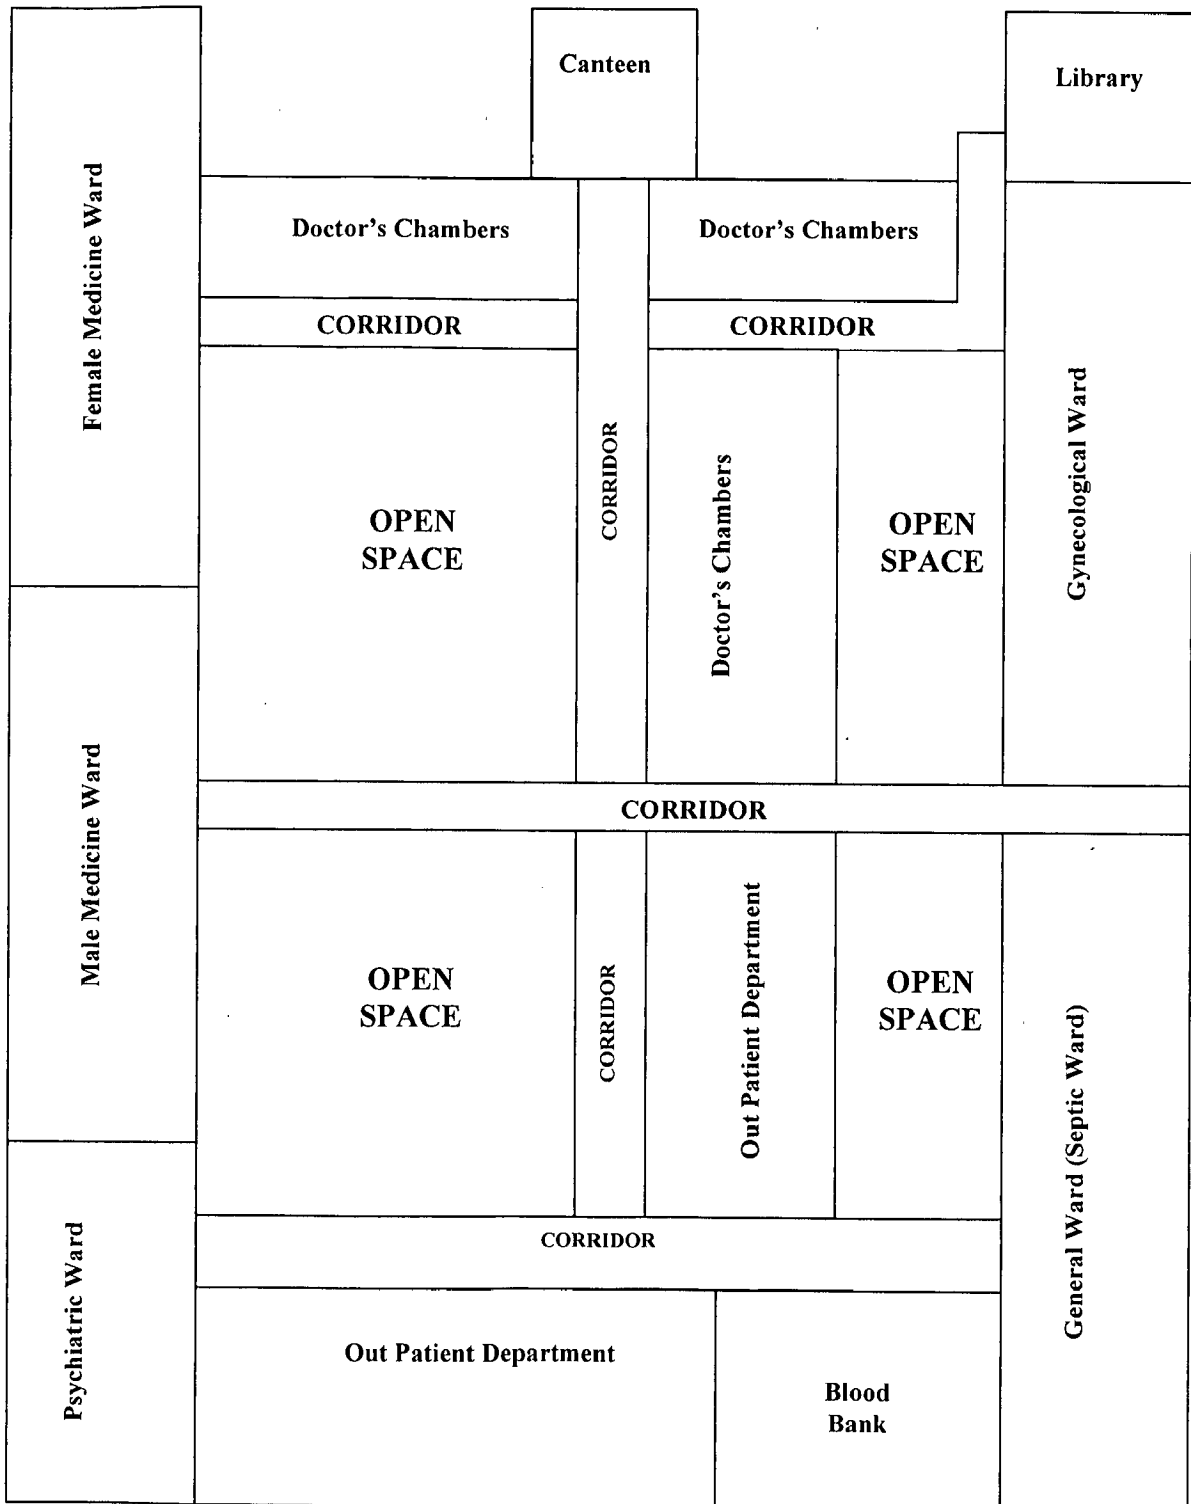 Canteen
Library
Female Medicine Ward
Doctor's Chambers
Doctor's Chambers
CORRIDOR
CORRIDOR
OPEN
SPACE
CORRIDOR
Doctor's Chambers
OPEN
SPACE
Gynecological Ward
CORRIDOR
Male Medicine Ward
OPEN
SPACE
CORRIDOR
Out Patient Department
OPEN
SPACE
General Ward (Septic Ward)
CORRIDOR
Psychiatric Ward
Out Patient Department
Blood
Bank